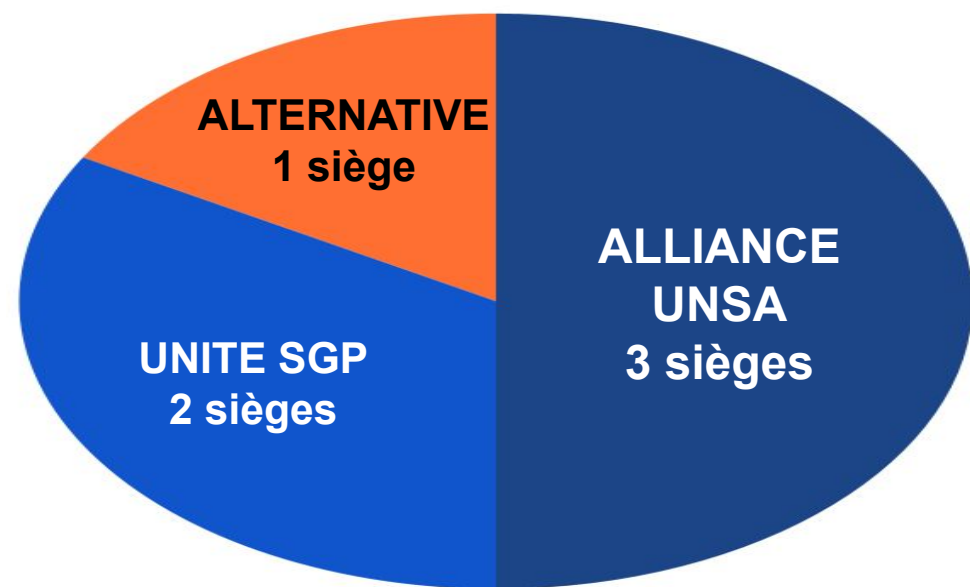 ALTERNATIVE
1 siège
ALLIANCE
UNSA
3 sièges
UNITE SGP
2 sièges